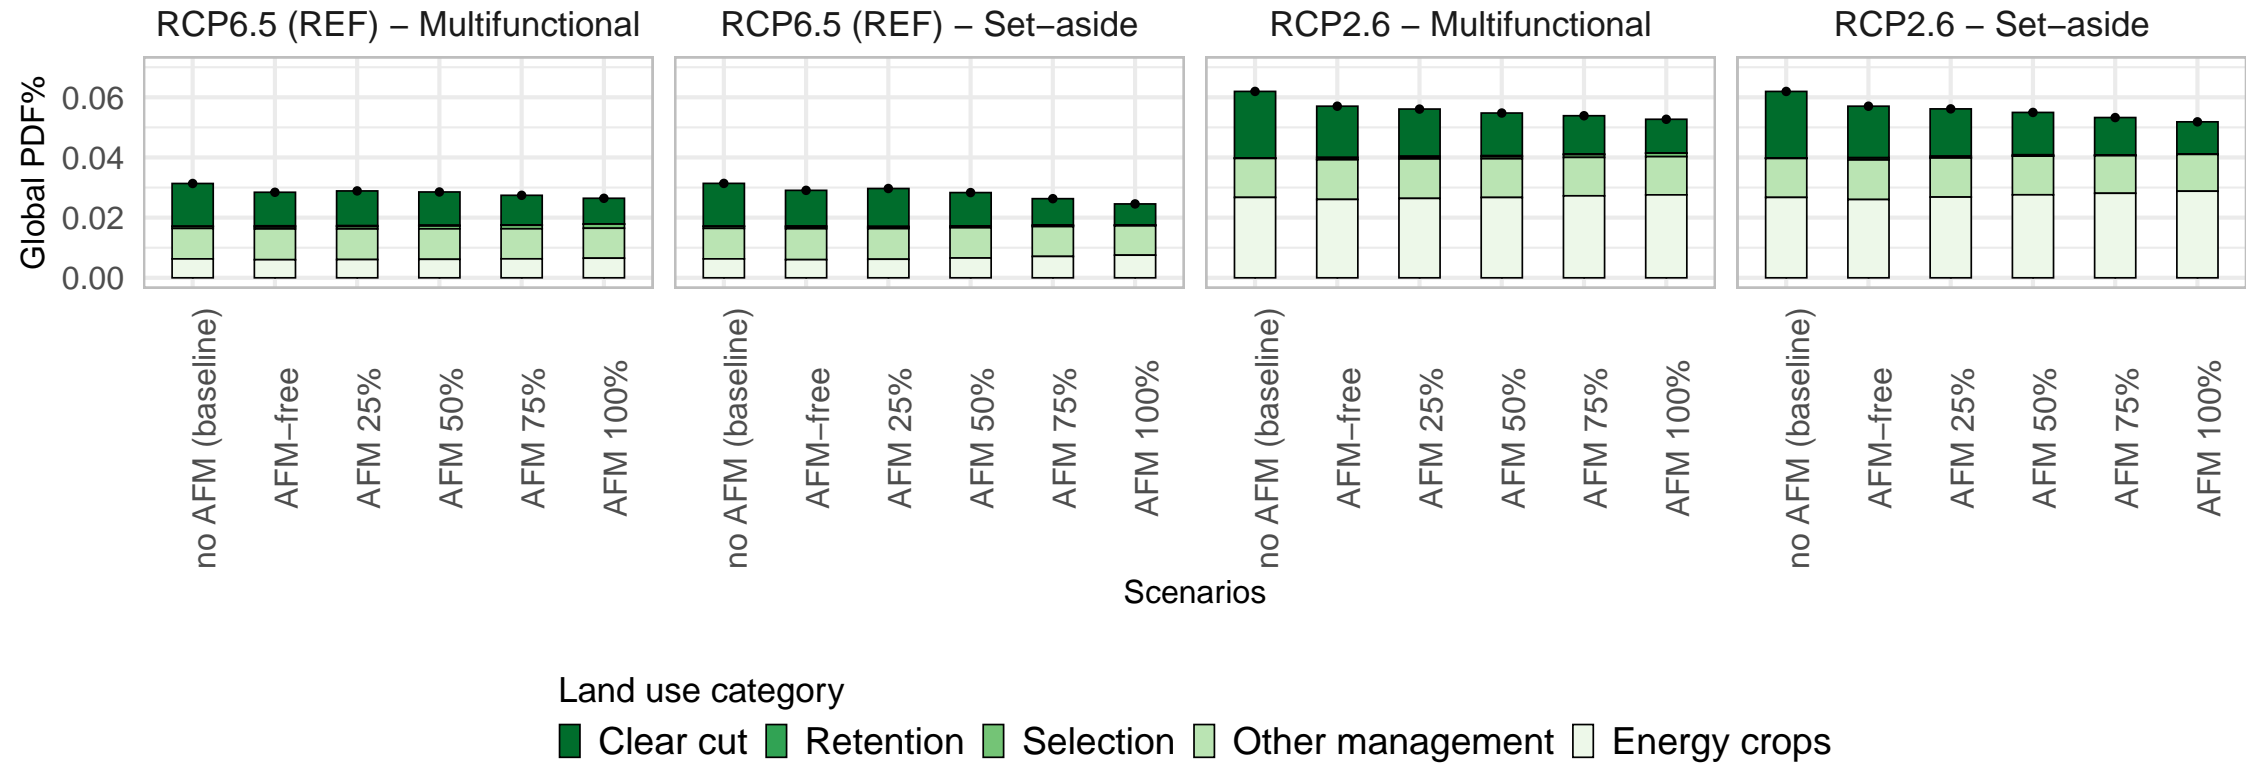 RCP6.5 (REF) – Multifunctional
RCP6.5 (REF) – Set–aside
RCP2.6 – Multifunctional
RCP2.6 – Set–aside
Global PDF%
0.06
0.04
0.02
0.00
no AFM (baseline)
AFM–free
AFM 25%
AFM 50%
AFM 75%
AFM 100%
no AFM (baseline)
AFM–free
AFM 25%
AFM 50%
AFM 75%
AFM 100%
no AFM (baseline)
AFM–free
AFM 25%
AFM 50%
AFM 75%
AFM 100%
no AFM (baseline)
AFM–free
AFM 25%
AFM 50%
AFM 75%
AFM 100%
Scenarios
Land use category
Clear cut Retention Selection Other management Energy crops